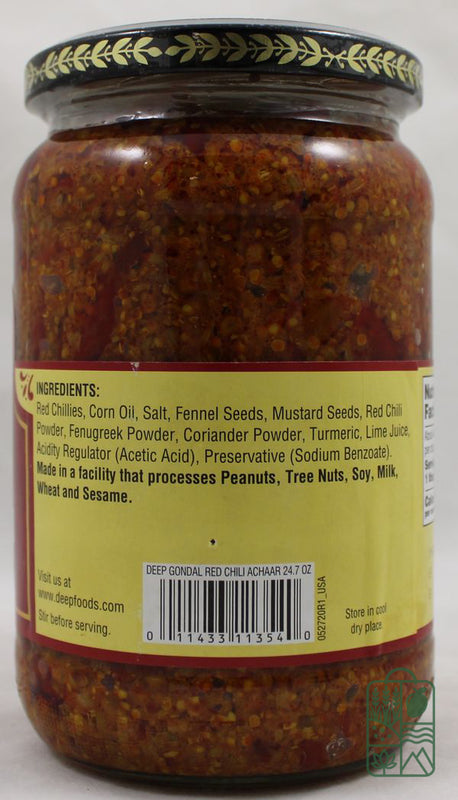 INGREDIENTS:
Red Chillies, Corn Oil, Salt, Fennel Seeds, Mustard Seeds, Red Chili
Powder, Fenugreek Powder, Coriander Powder, Turmeric, Lime Juice,
Acidity Regulator (Acetic Acid), Preservative (Sodium Benzoate).
Made in a facility that processes Peanuts, Tree Nuts, Soy, Milk,
Wheat and Sesame.
Visit us at
www.deepfoods.com
Stir before serving.
DEEP GONDAL RED CHILI ACHAAR 24.7 OZ
0 11433 11354 0
052720R1_USA
Store in cool
dry place.